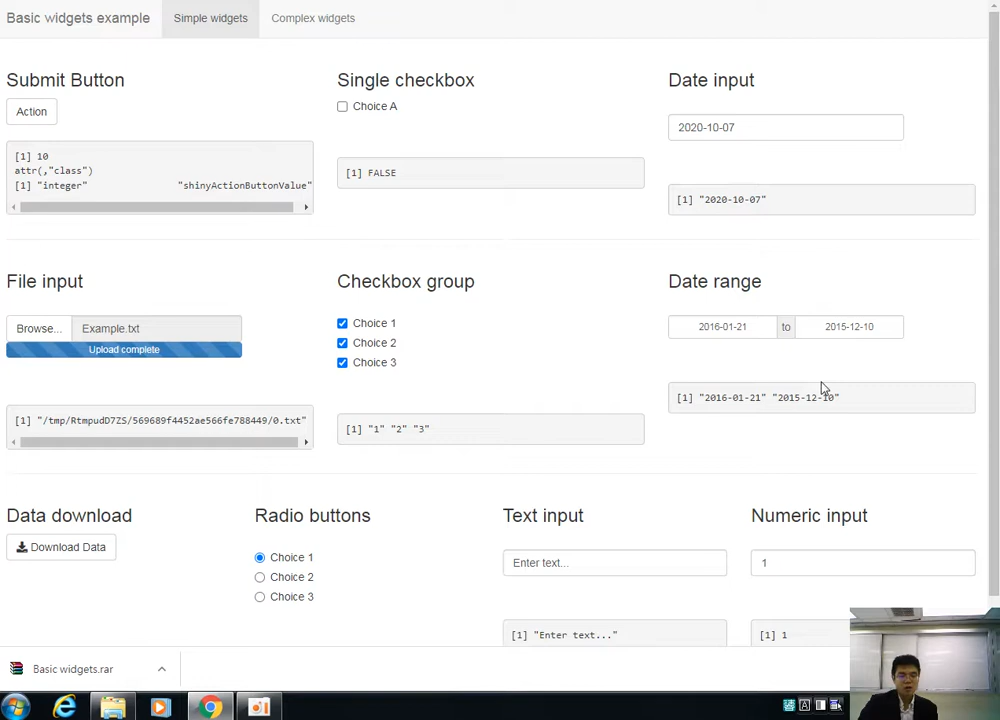 Basic widgets example
Simple widgets
Complex widgets
Submit Button
Action
[1] 10
attr(,"class")
[1] "integer" "shinyActionButtonValue"
Single checkbox
Choice A
[1] FALSE
Date input
2020-10-07
[1] "2020-10-07"
File input
Browse...
Example.txt
Upload complete
[1] "/tmp/RtmpudD7ZS/569689f4452ae566fe788449/0.txt"
Checkbox group
Choice 1
Choice 2
Choice 3
[1] "1" "2" "3"
Date range
2016-01-21 to 2015-12-10
[1] "2016-01-21" "2015-12-10"
Data download
Download Data
Radio buttons
Choice 1
Choice 2
Choice 3
Text input
Enter text...
[1] "Enter text..."
Numeric input
1
[1] 1
Basic widgets.rar